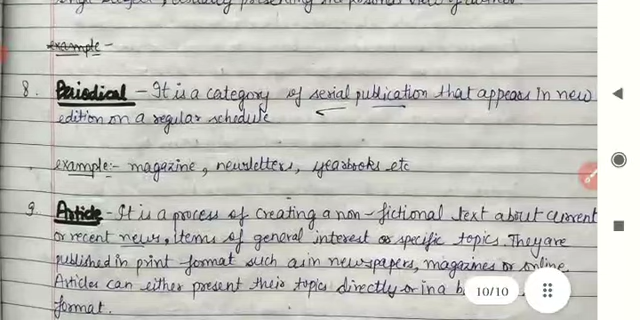 example -
8. Periodical - It is a category of serial publication that appears in new
edition on a regular schedule
example:- magazine, newsletters, yearbooks etc
9. Article - It is a process of creating a non-fictional text about current
or recent news, items of general interest or specific topics. They are
published in print format such as in newspapers, magazines or online.
Articles can either present their topics directly or in a
format.
10/10